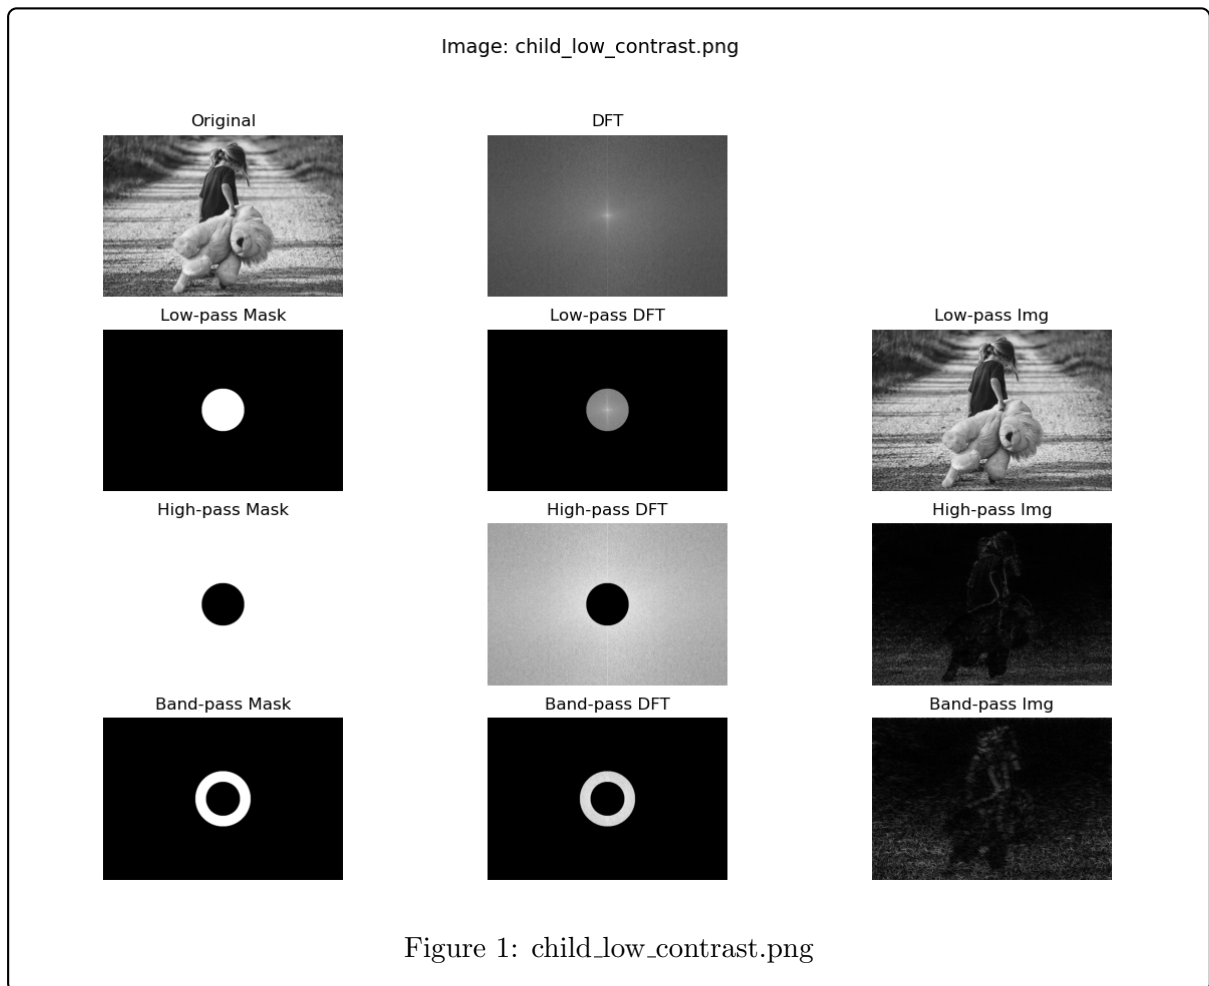 Image: child_low_contrast.png
Original
DFT
Low-pass Mask
Low-pass DFT
Low-pass Img
High-pass Mask
High-pass DFT
High-pass Img
Band-pass Mask
Band-pass DFT
Band-pass Img
Figure 1: child_low_contrast.png